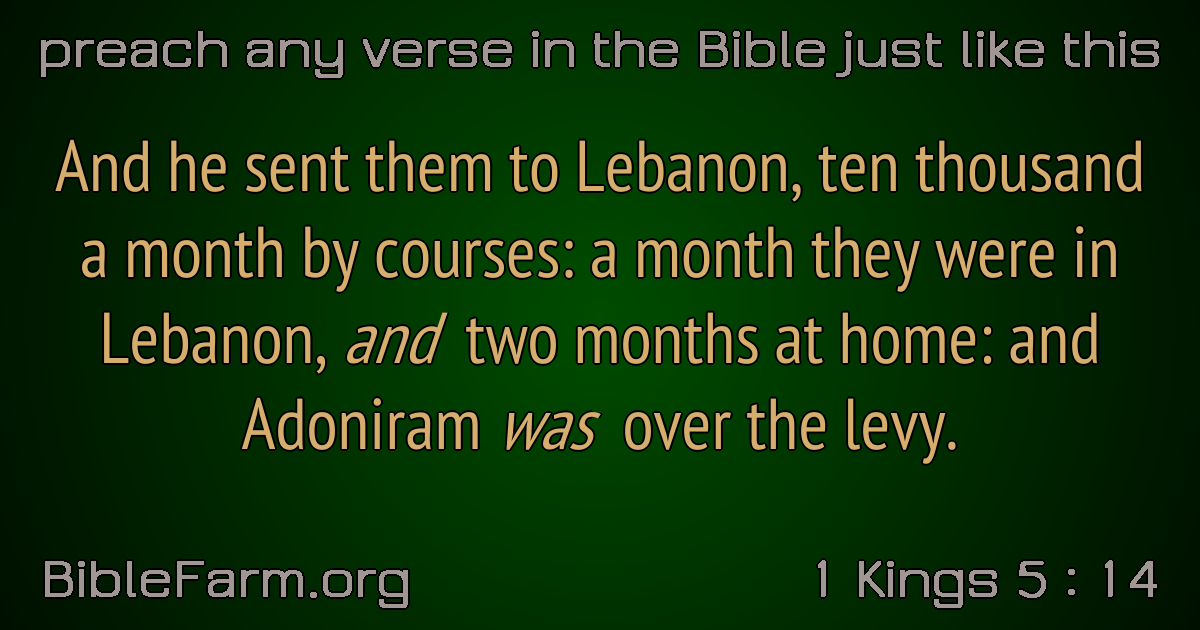 preach any verse in the Bible just like this
And he sent them to Lebanon, ten thousand
a month by courses: a month they were in
Lebanon, and two months at home: and
Adoniram was over the levy.
BibleFarm.org
1 Kings 5 : 14